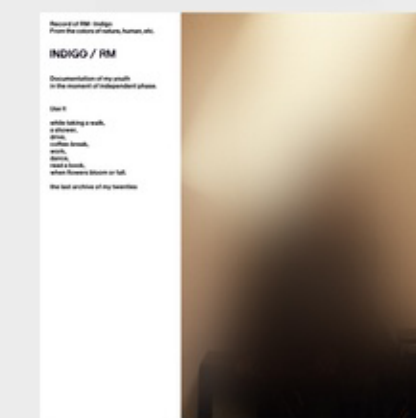 Record of RM: Indigo
From the colors of nature, human, etc.
INDIGO / RM
Documentation of my youth
in the moment of independent phase.
Use it
while taking a walk,
a shower,
drive,
coffee break,
work,
dance,
read a book,
when flowers bloom or fall.
the last archive of my twenties